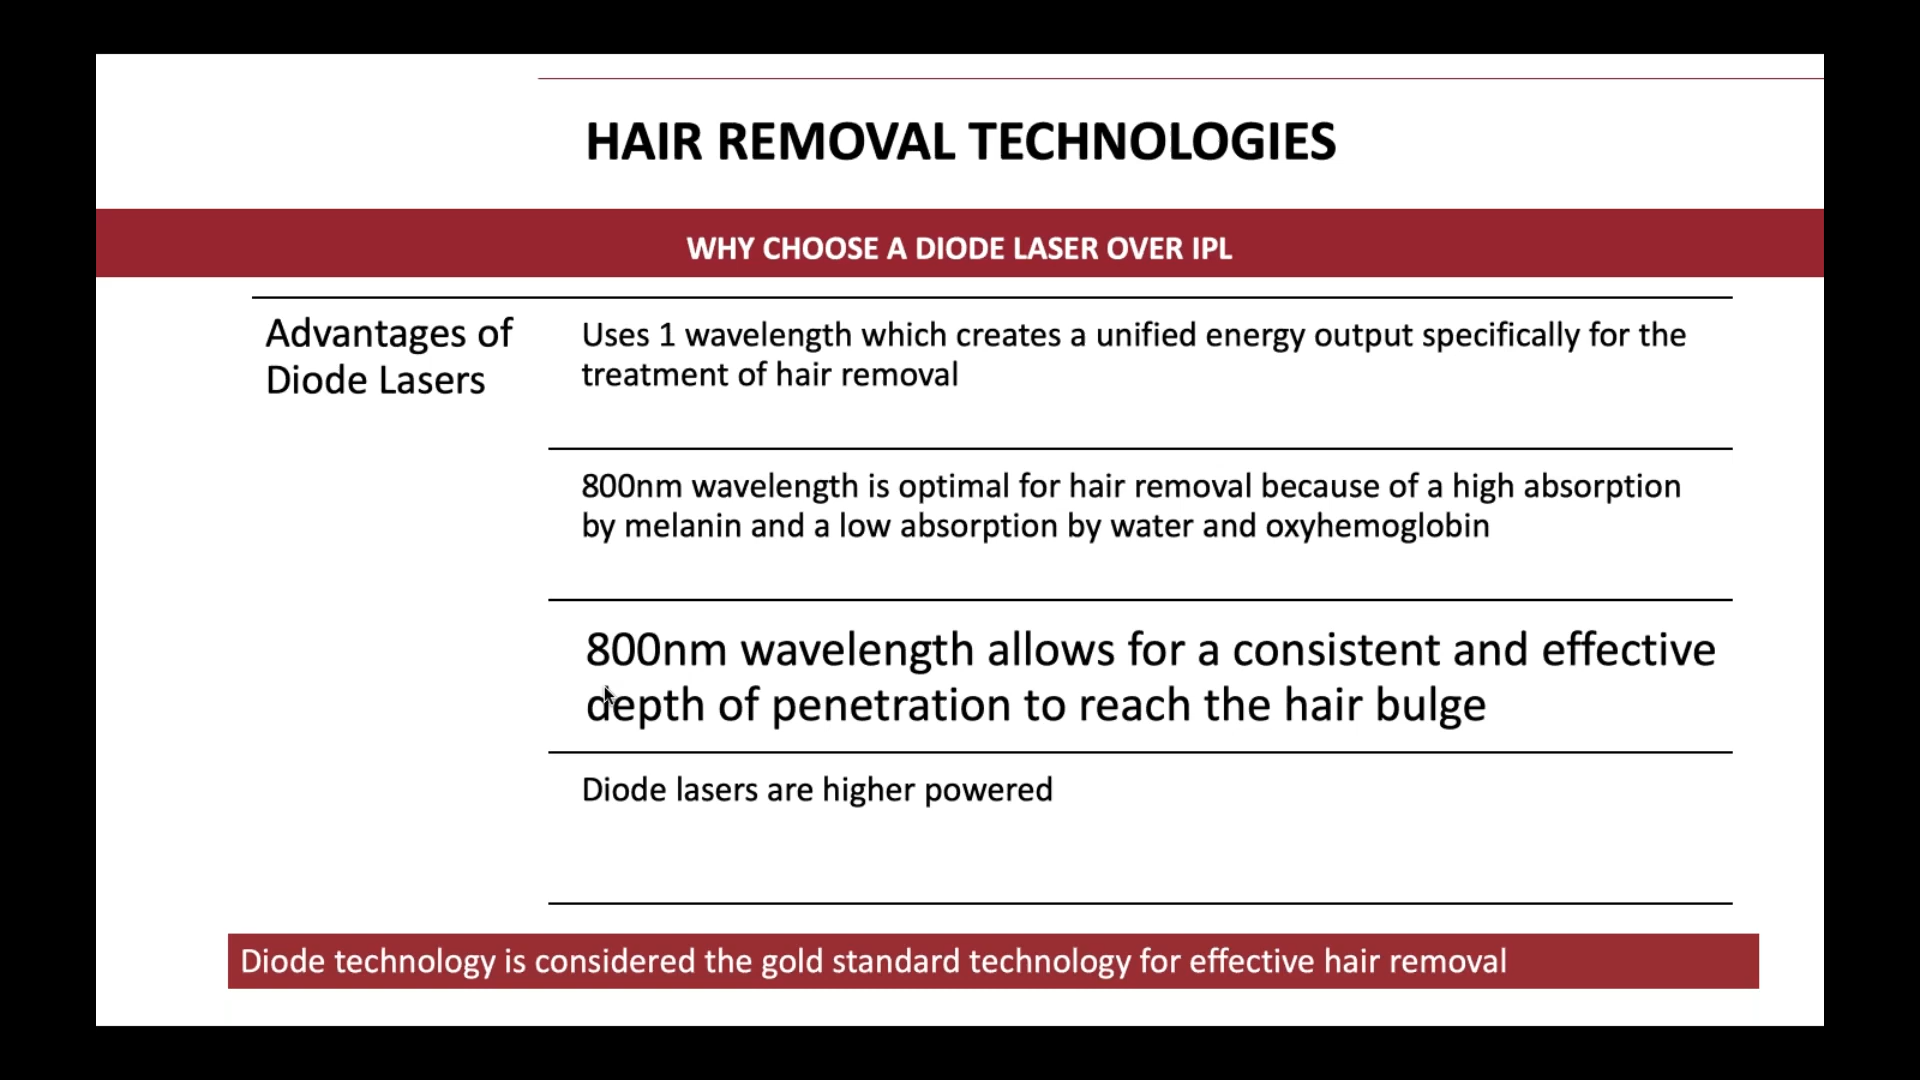 HAIR REMOVAL TECHNOLOGIES
WHY CHOOSE A DIODE LASER OVER IPL
Advantages of
Diode Lasers
Uses 1 wavelength which creates a unified energy output specifically for the
treatment of hair removal
800nm wavelength is optimal for hair removal because of a high absorption
by melanin and a low absorption by water and oxyhemoglobin
800nm wavelength allows for a consistent and effective
depth of penetration to reach the hair bulge
Diode lasers are higher powered
Diode technology is considered the gold standard technology for effective hair removal